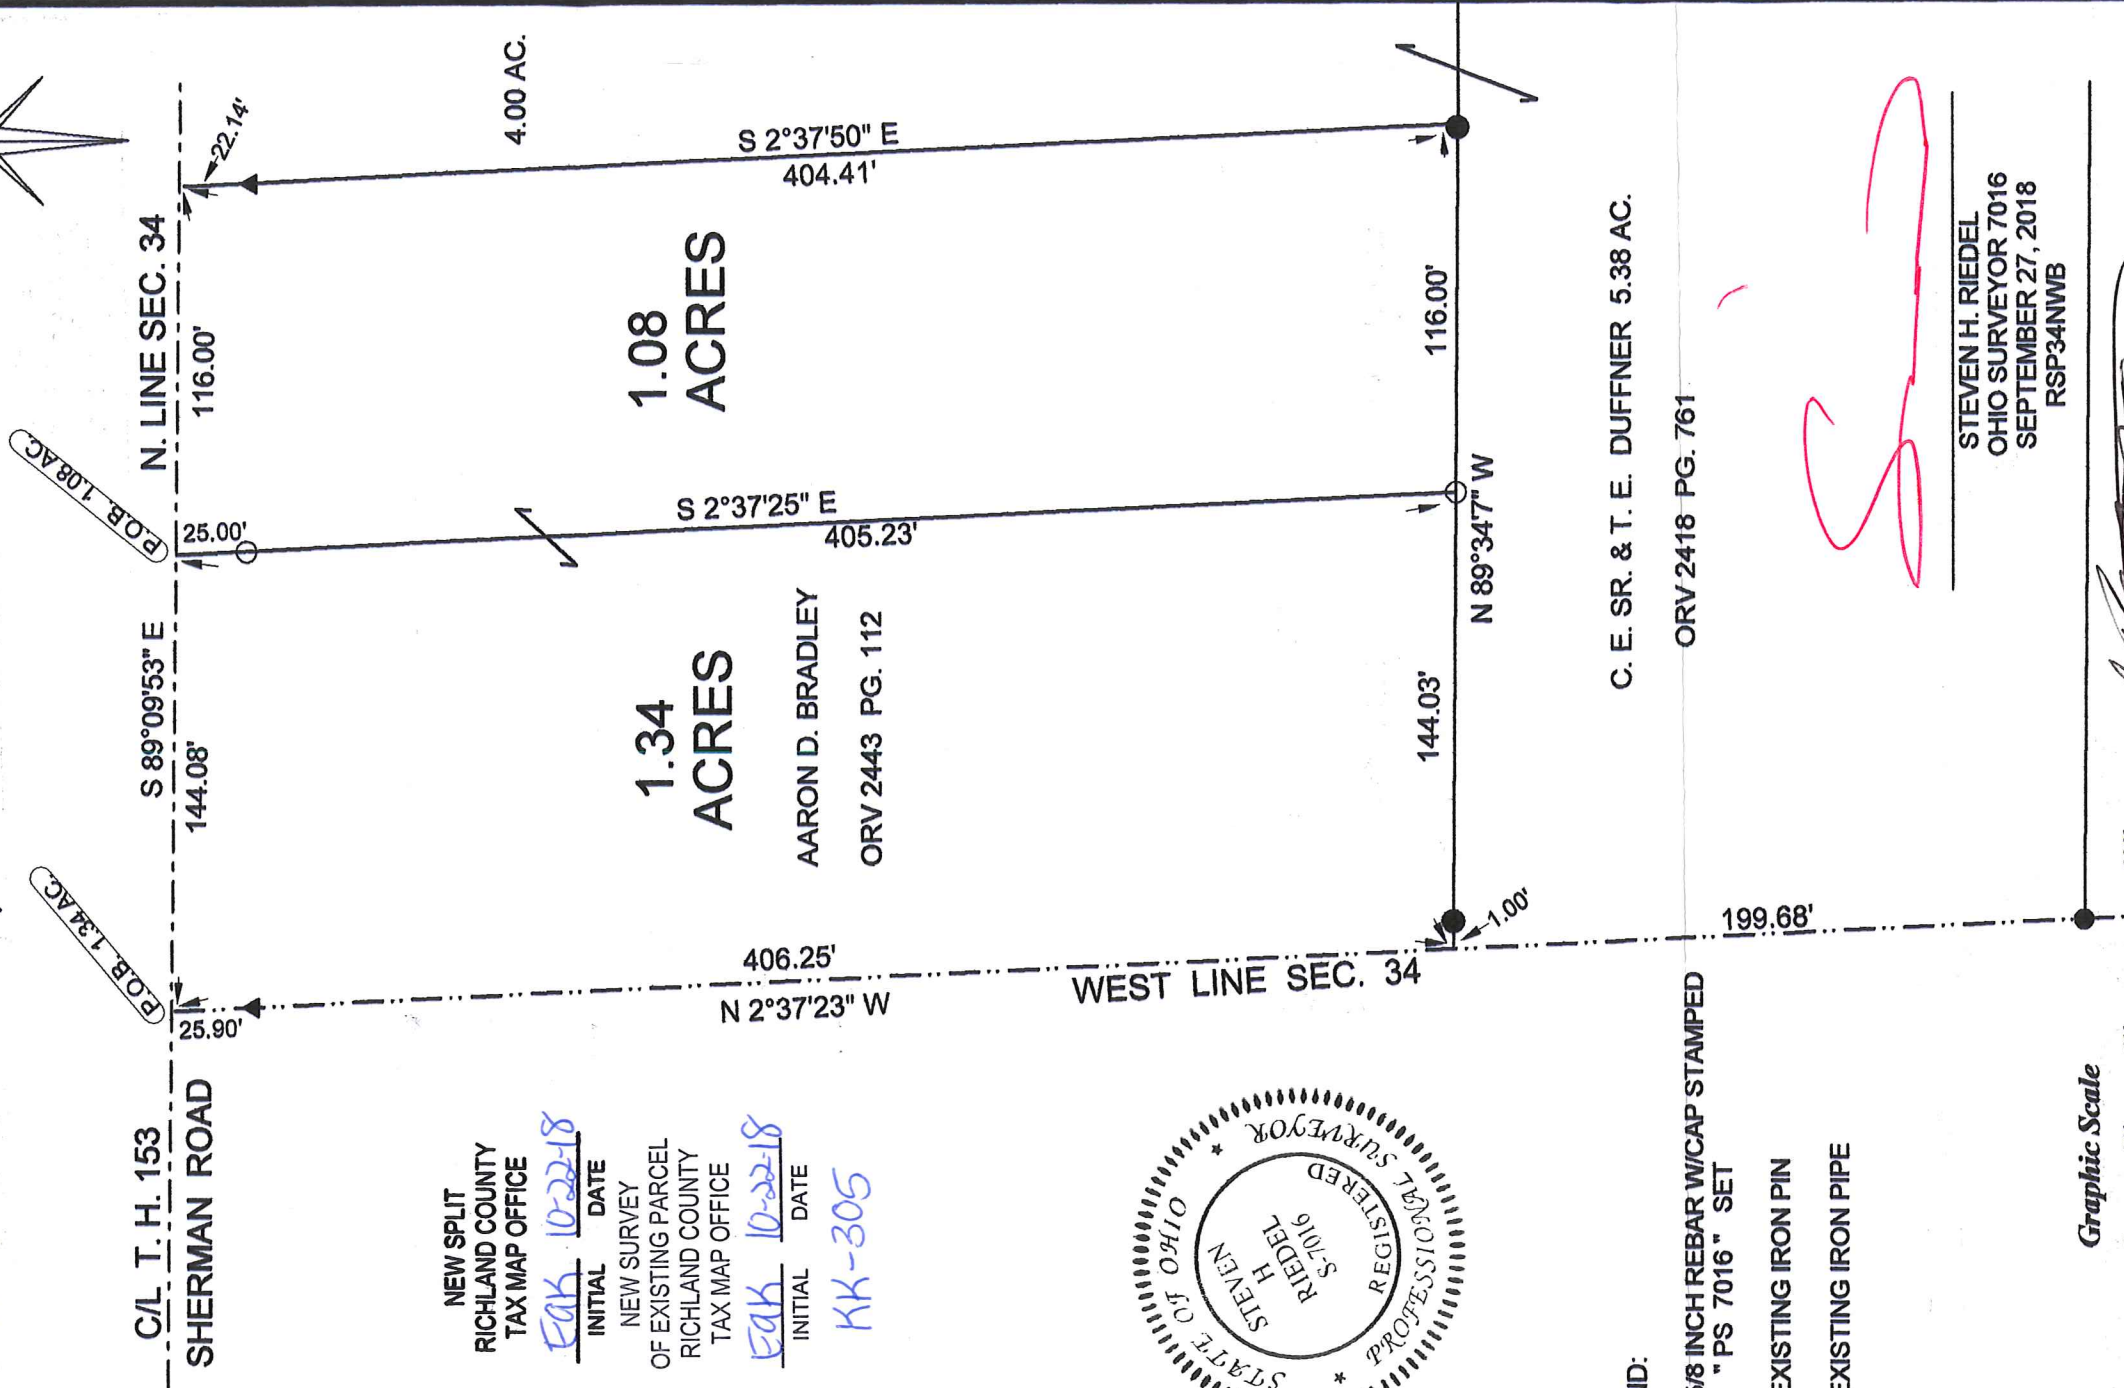 C/L T. H. 153
SHERMAN ROAD
P.O.B. 1.34 AC.
S 89°09'53" E
144.08'
P.O.B. 1.08 AC.
N. LINE SEC. 34
116.00'
22.14'
25.90'
25.00'
4.00 AC.
S 2°37'50" E
404.41'
1.08
ACRES
S 2°37'25" E
405.23'
1.34
ACRES
AARON D. BRADLEY
ORV 2443 PG. 112
406.25'
N 2°37'23" W
WEST LINE SEC. 34
144.03'
116.00'
N 89°34'7" W
1.00'
199.68'
C. E. SR. & T. E. DUFFNER 5.38 AC.
ORV 2418 PG. 761
NEW SPLIT
RICHLAND COUNTY
TAX MAP OFFICE
EaK 10-22-18
INITIAL DATE
NEW SURVEY
OF EXISTING PARCEL
RICHLAND COUNTY
TAX MAP OFFICE
EaK 10-22-18
INITIAL DATE
KK-305
STATE OF OHIO
STEVEN
H
RIEDEL
S-7016
REGISTERED
PROFESSIONAL SURVEYOR
STEVEN H. RIEDEL
OHIO SURVEYOR 7016
SEPTEMBER 27, 2018
RSP34NWB
ND:
5/8 INCH REBAR W/CAP STAMPED
" PS 7016 " SET
EXISTING IRON PIN
EXISTING IRON PIPE
Graphic Scale